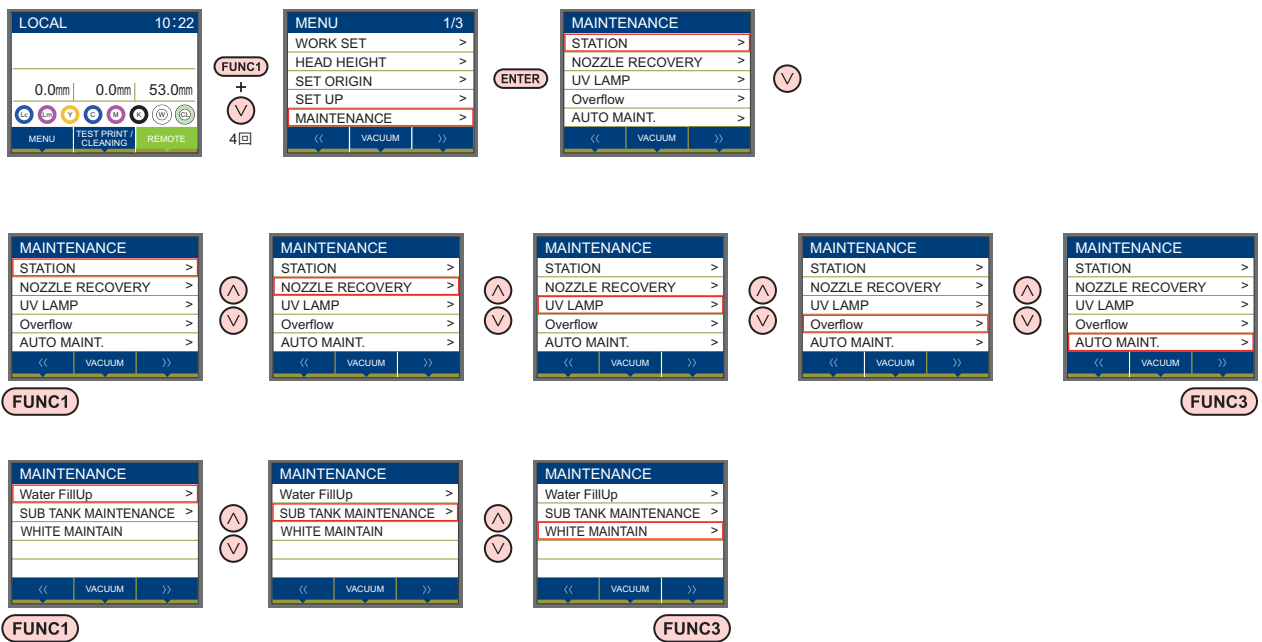 LOCAL 10:22
0.0mm 0.0mm 53.0mm
Lc Lm Y C M K W CL
MENU TEST PRINT / CLEANING REMOTE
FUNC1
+
4回
MENU 1/3
WORK SET >
HEAD HEIGHT >
SET ORIGIN >
SET UP >
MAINTENANCE >
<< VACUUM >>
ENTER
MAINTENANCE
STATION >
NOZZLE RECOVERY >
UV LAMP >
Overflow >
AUTO MAINT. >
<< VACUUM >>
MAINTENANCE
STATION >
NOZZLE RECOVERY >
UV LAMP >
Overflow >
AUTO MAINT. >
<< VACUUM >>
FUNC1
MAINTENANCE
STATION >
NOZZLE RECOVERY >
UV LAMP >
Overflow >
AUTO MAINT. >
<< VACUUM >>
MAINTENANCE
STATION >
NOZZLE RECOVERY >
UV LAMP >
Overflow >
AUTO MAINT. >
<< VACUUM >>
MAINTENANCE
STATION >
NOZZLE RECOVERY >
UV LAMP >
Overflow >
AUTO MAINT. >
<< VACUUM >>
MAINTENANCE
STATION >
NOZZLE RECOVERY >
UV LAMP >
Overflow >
AUTO MAINT. >
<< VACUUM >>
FUNC3
MAINTENANCE
Water FillUp >
SUB TANK MAINTENANCE >
WHITE MAINTAIN
<< VACUUM >>
FUNC1
MAINTENANCE
Water FillUp >
SUB TANK MAINTENANCE >
WHITE MAINTAIN
<< VACUUM >>
MAINTENANCE
Water FillUp >
SUB TANK MAINTENANCE >
WHITE MAINTAIN >
<< VACUUM >>
FUNC3